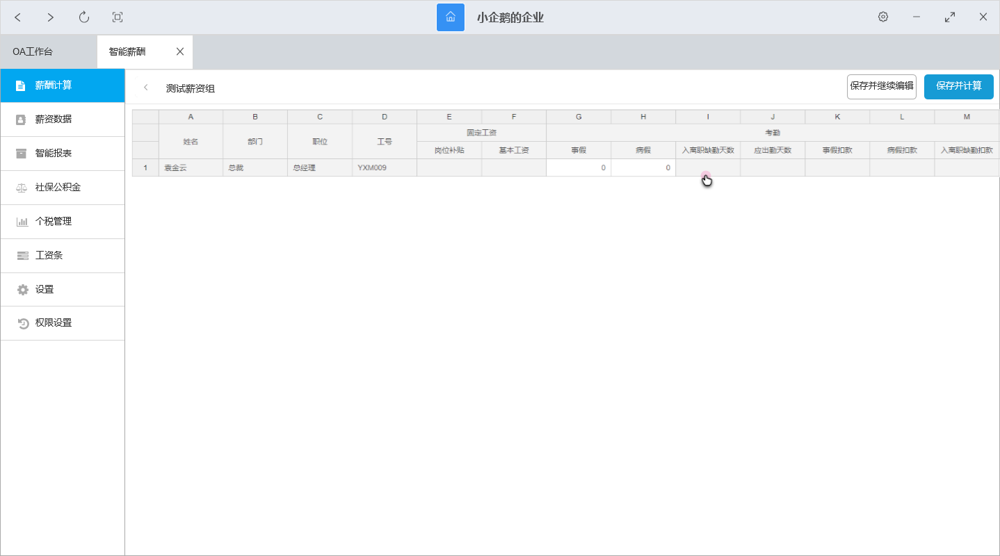 小企鹅的企业
OA工作台
智能薪酬
薪酬计算
薪资数据
智能报表
社保公积金
个税管理
工资条
设置
权限设置
测试薪资组
保存并继续编辑
保存并计算
A B C D E F G H I J K L M
姓名 部门 职位 工号 固定工资 考勤
岗位补贴 基本工资 事假 病假 入离职缺勤天数 应出勤天数 事假扣款 病假扣款 入离职缺勤扣款
1 袁金云 总裁 总经理 YXM009 0 0